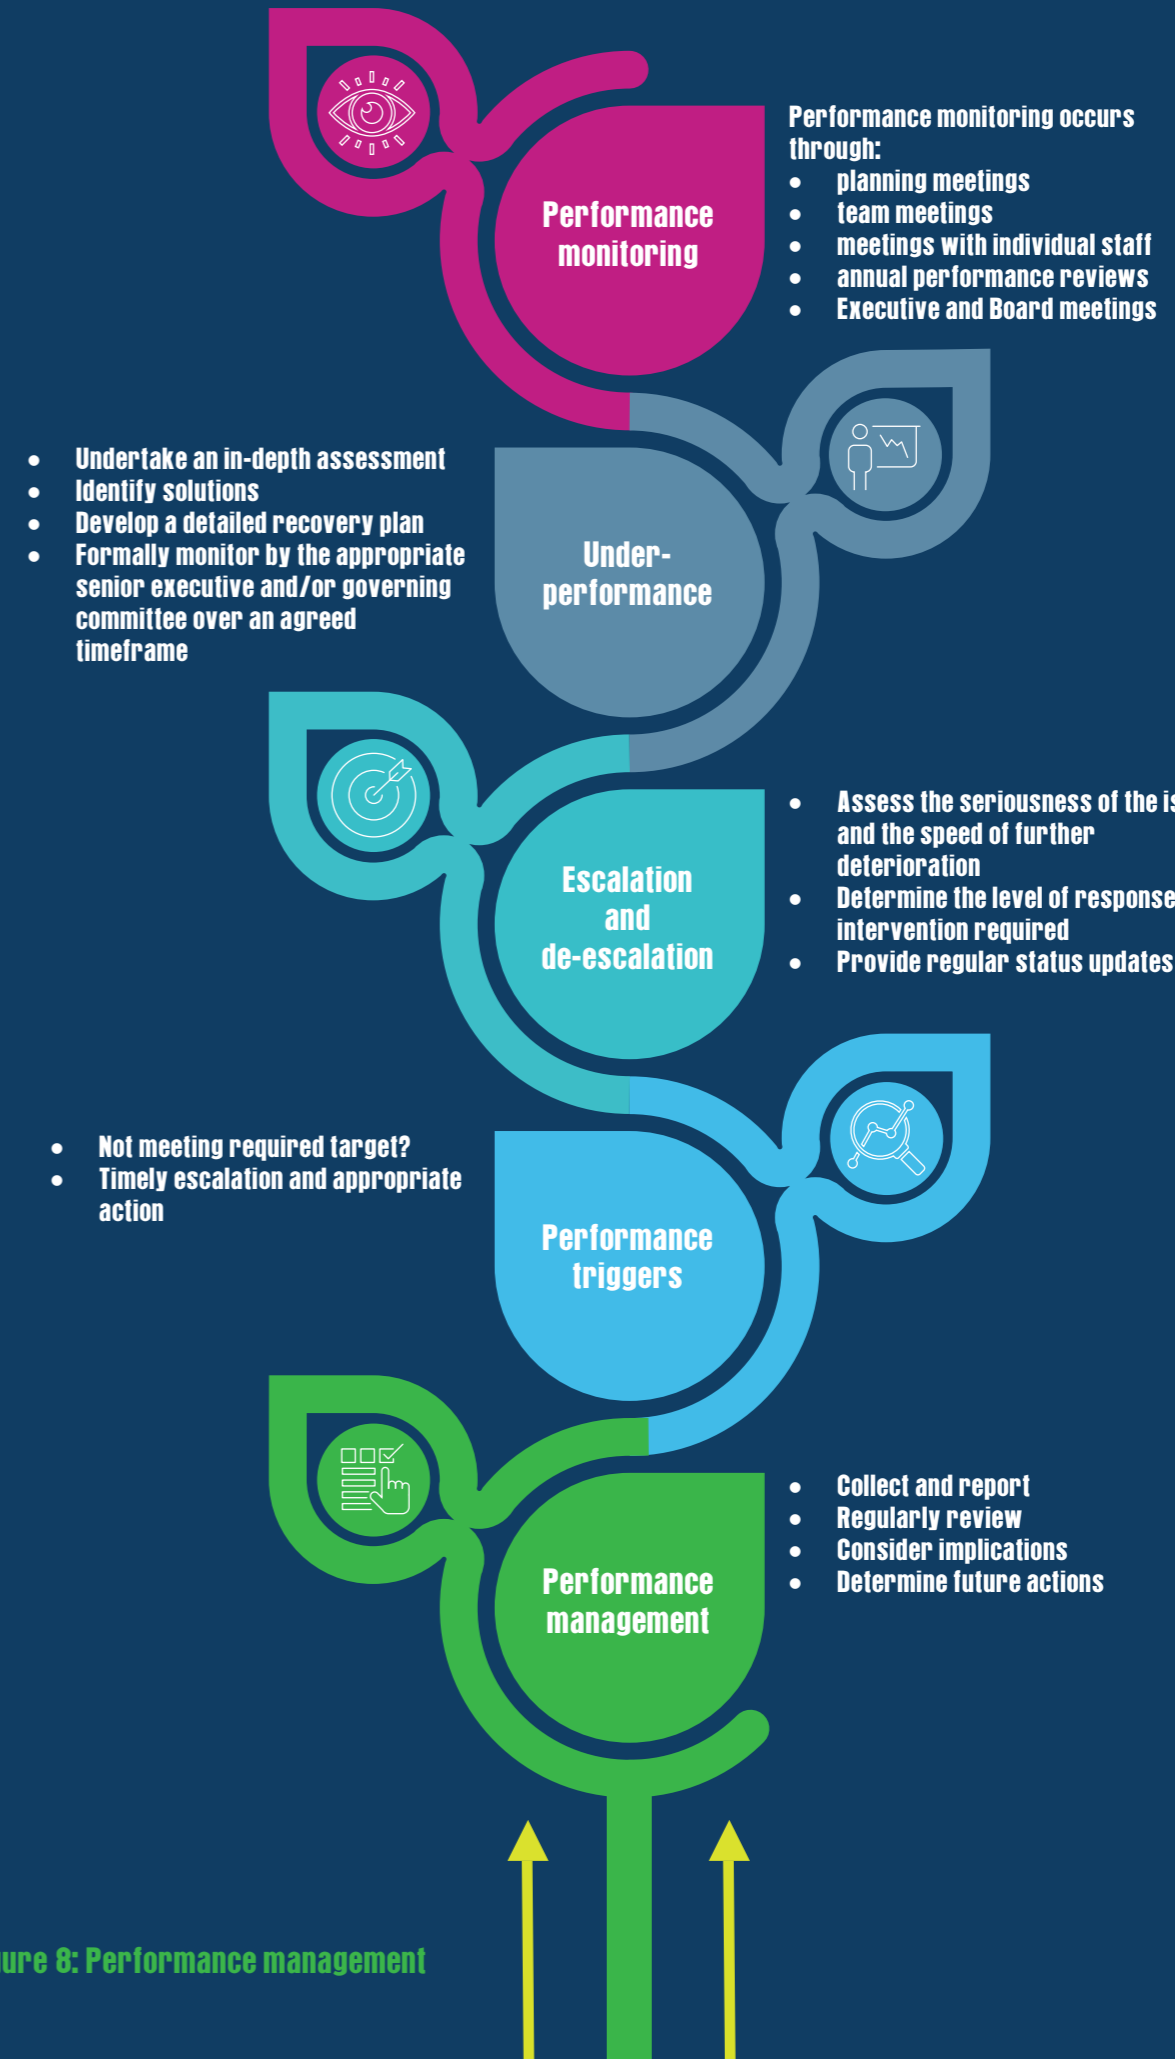 Performance
monitoring
Performance monitoring occurs
through:
• planning meetings
• team meetings
• meetings with individual staff
• annual performance reviews
• Executive and Board meetings
• Undertake an in-depth assessment
• Identify solutions
• Develop a detailed recovery plan
• Formally monitor by the appropriate
senior executive and/or governing
committee over an agreed
timeframe
Under-
performance
Escalation
and
de-escalation
• Assess the seriousness of the
and the speed of further
deterioration
• Determine the level of response
intervention required
• Provide regular status updates
• Not meeting required target?
• Timely escalation and appropriate
action
Performance
triggers
Performance
management
• Collect and report
• Regularly review
• Consider implications
• Determine future actions
8: Performance management